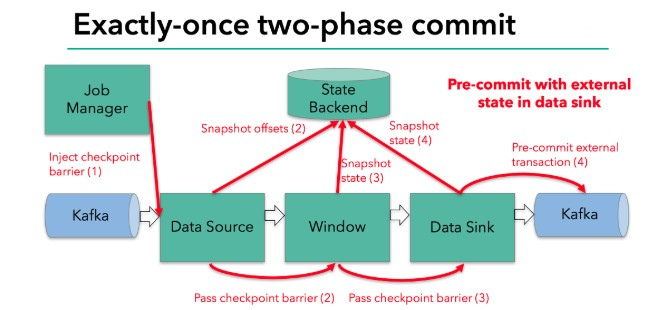 Exactly-once two-phase commit
Job
Manager
State
Backend
Pre-commit with external
state in data sink
Snapshot offsets (2)
Snapshot
state (4)
Pre-commit external
transaction (4)
Inject checkpoint
barrier (1)
Snapshot
state (3)
Kafka
Data Source
Window
Data Sink
Kafka
Pass checkpoint barrier (2)
Pass checkpoint barrier (3)